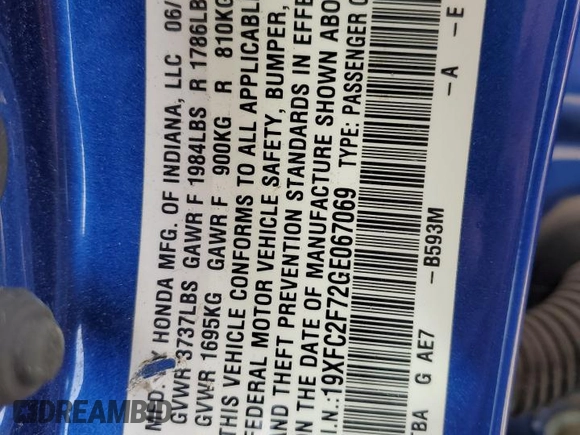 MFD. BY HONDA MFG. OF INDIANA, LLC 06/
GVWR 3737LBS GAWR F 1984LBS R 1786LB
GVWR 1695KG GAWR F 900KG R 810KG
THIS VEHICLE CONFORMS TO ALL APPLICABL
FEDERAL MOTOR VEHICLE SAFETY, BUMPER,
AND THEFT PREVENTION STANDARDS IN EFFE
ON THE DATE OF MANUFACTURE SHOWN ABO
I.N.:19XFC2F72GE067069 TYPE: PASSENGER C
TBA G AE7 -B593M -A -E
DREAMBID